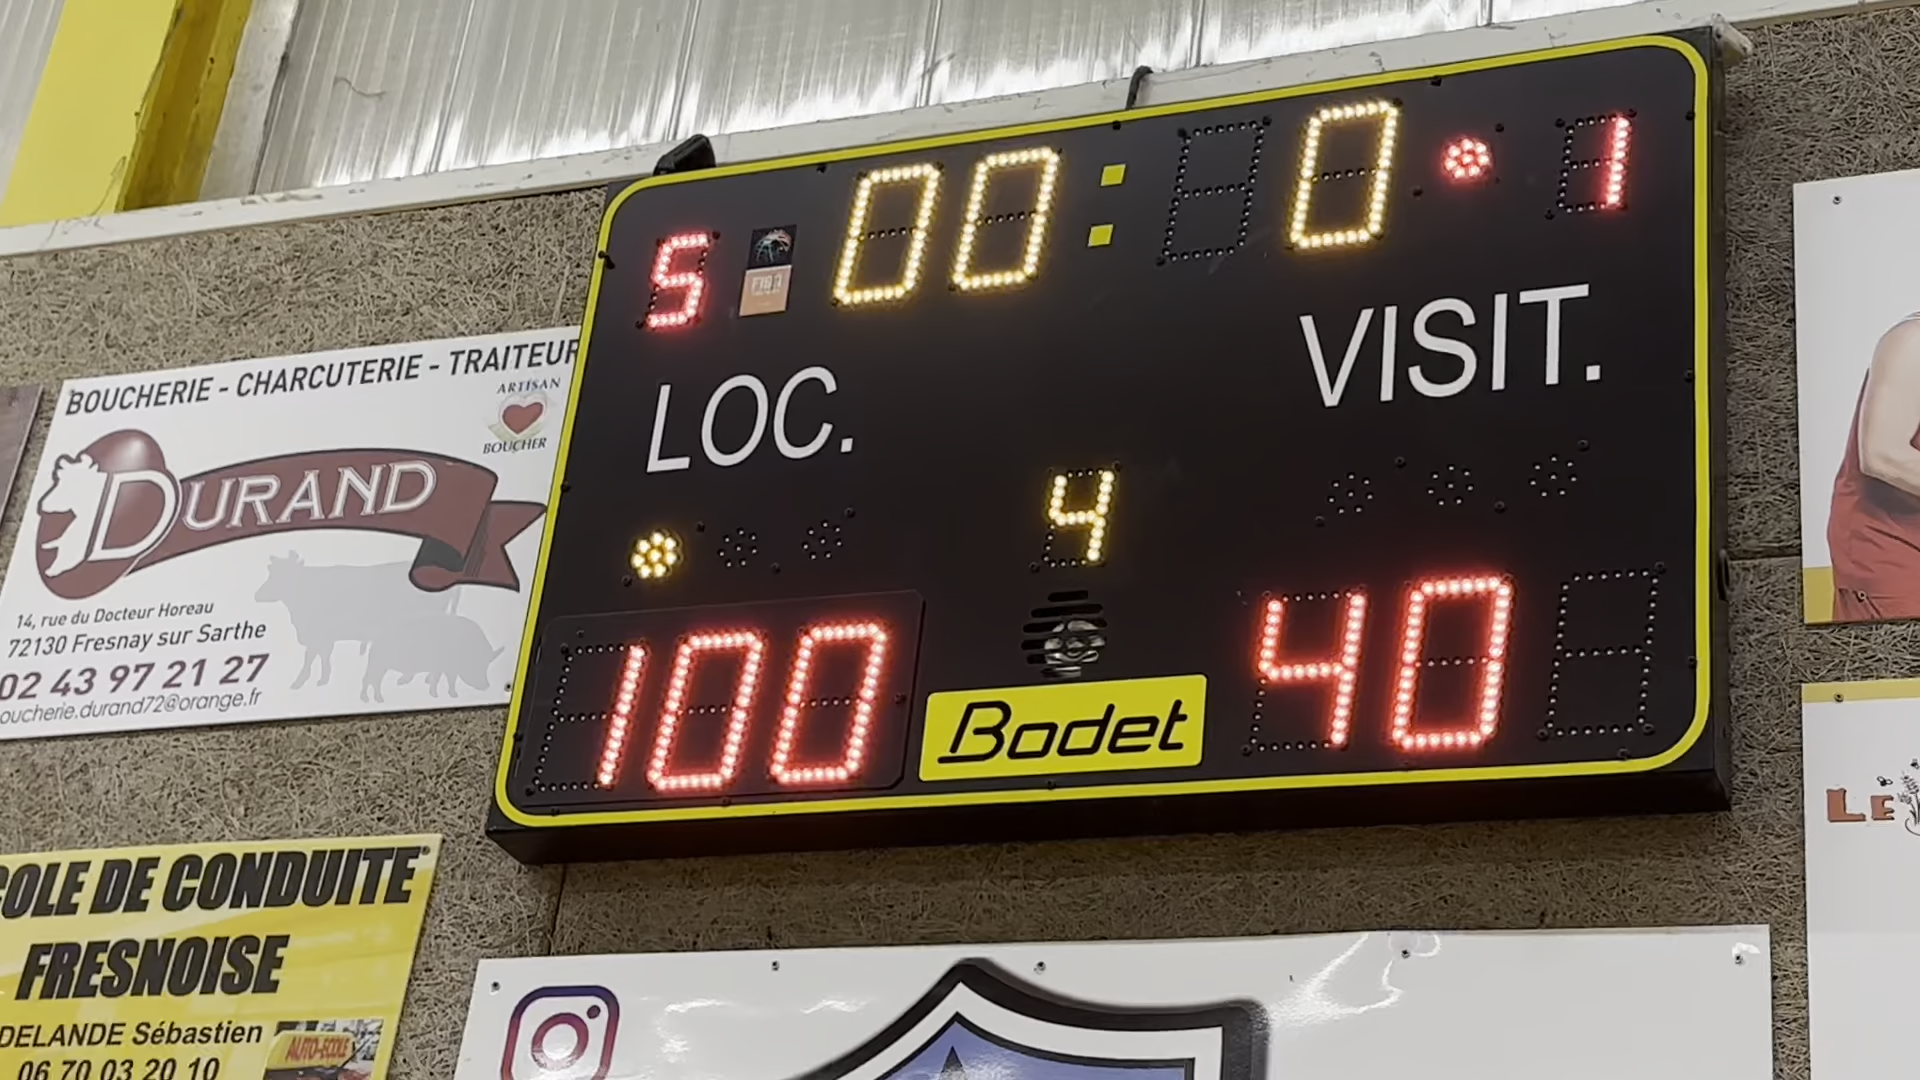 5 00: 0 1
LOC. VISIT.
4
100 40
Bodet
BOUCHERIE - CHARCUTERIE - TRAITEUR
ARTISAN
BOUCHER
DURAND
14, rue du Docteur Horeau
72130 Fresnay sur Sarthe
02 43 97 21 27
oucherie.durand72@orange.fr
COLE DE CONDUITE
FRESNOISE
DELANDE Sébastien
06 70 03 20 10
AUTO-ECOLE
LE